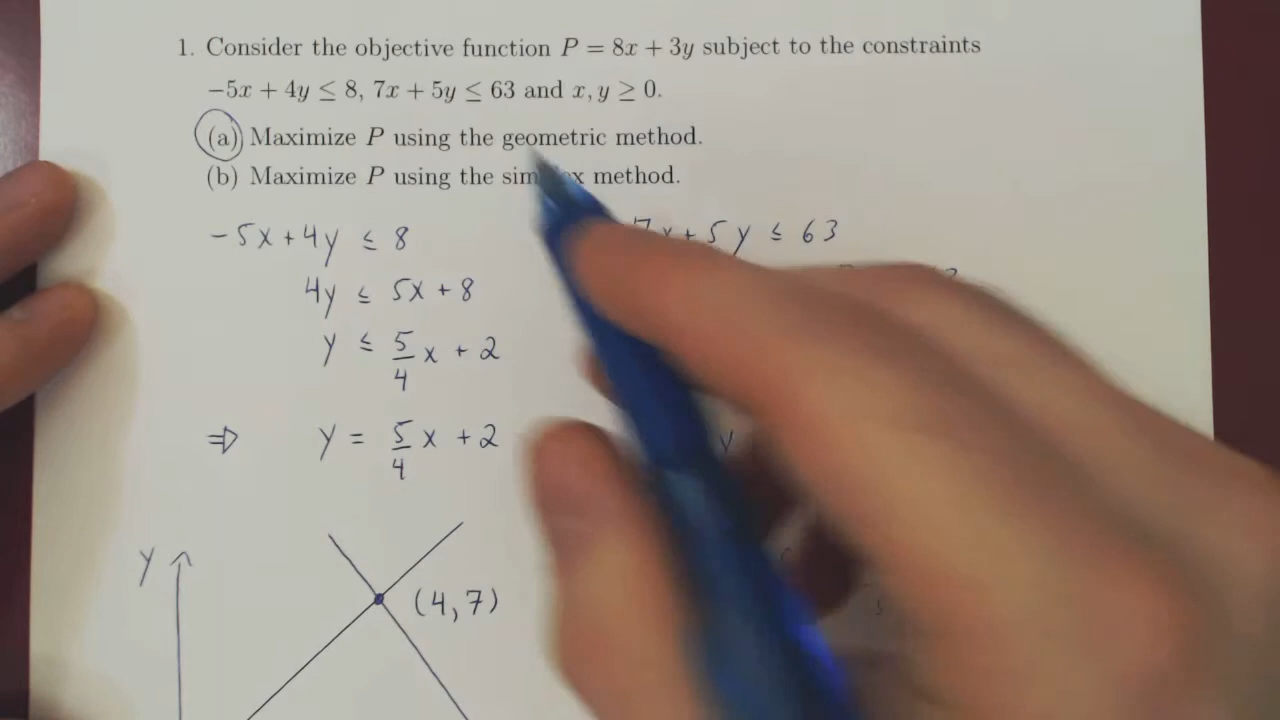 1. Consider the objective function P = 8x + 3y subject to the constraints
−5x + 4y ≤ 8, 7x + 5y ≤ 63 and x, y ≥ 0.
(a) Maximize P using the geometric method.
(b) Maximize P using the method.
-5x + 4y ≤ 8
7x + 5y ≤ 63
4y ≤ 5x + 8
y ≤ 5/4 x + 2
⇒ y = 5/4 x + 2
y
y
(4,7)